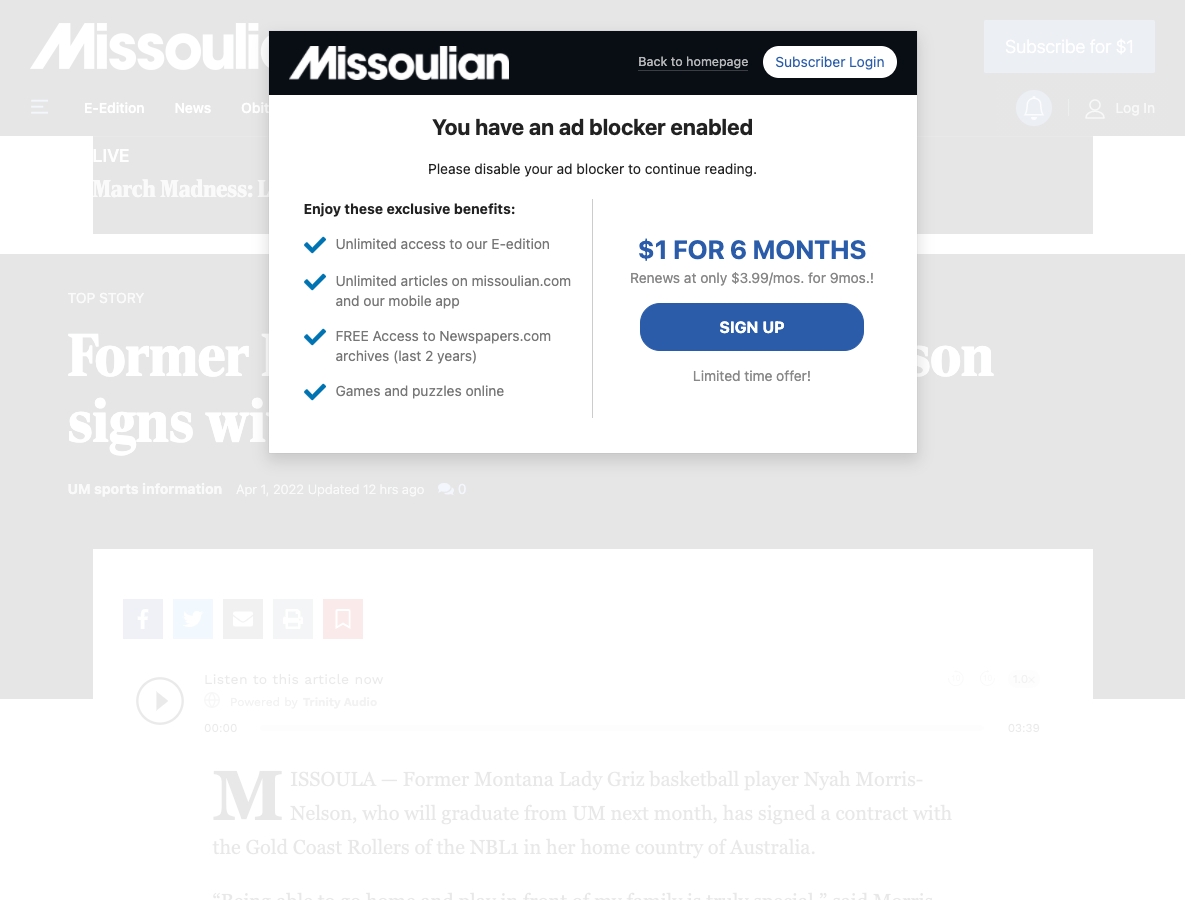 Missouli
Subscribe for $1
E-Edition
News
Obit
Log In
LIVE
March Madness: L
TOP STORY
Former
son
signs wi
UM sports information Apr 1, 2022 Updated 12 hrs ago 0
Missoulian
Back to homepage
Subscriber Login
You have an ad blocker enabled
Please disable your ad blocker to continue reading.
Enjoy these exclusive benefits:
Unlimited access to our E-edition
Unlimited articles on missoulian.com
and our mobile app
FREE Access to Newspapers.com
archives (last 2 years)
Games and puzzles online
$1 FOR 6 MONTHS
Renews at only $3.99/mos. for 9mos.!
SIGN UP
Limited time offer!
Listen to this article now
1.0x
Powered by Trinity Audio
00:00
03:39
MISSOULA — Former Montana Lady Griz basketball player Nyah Morris-
Nelson, who will graduate from UM next month, has signed a contract with
the Gold Coast Rollers of the NBL1 in her home country of Australia.
“Being able to go home and play in front of my family is truly special,” said Morris-